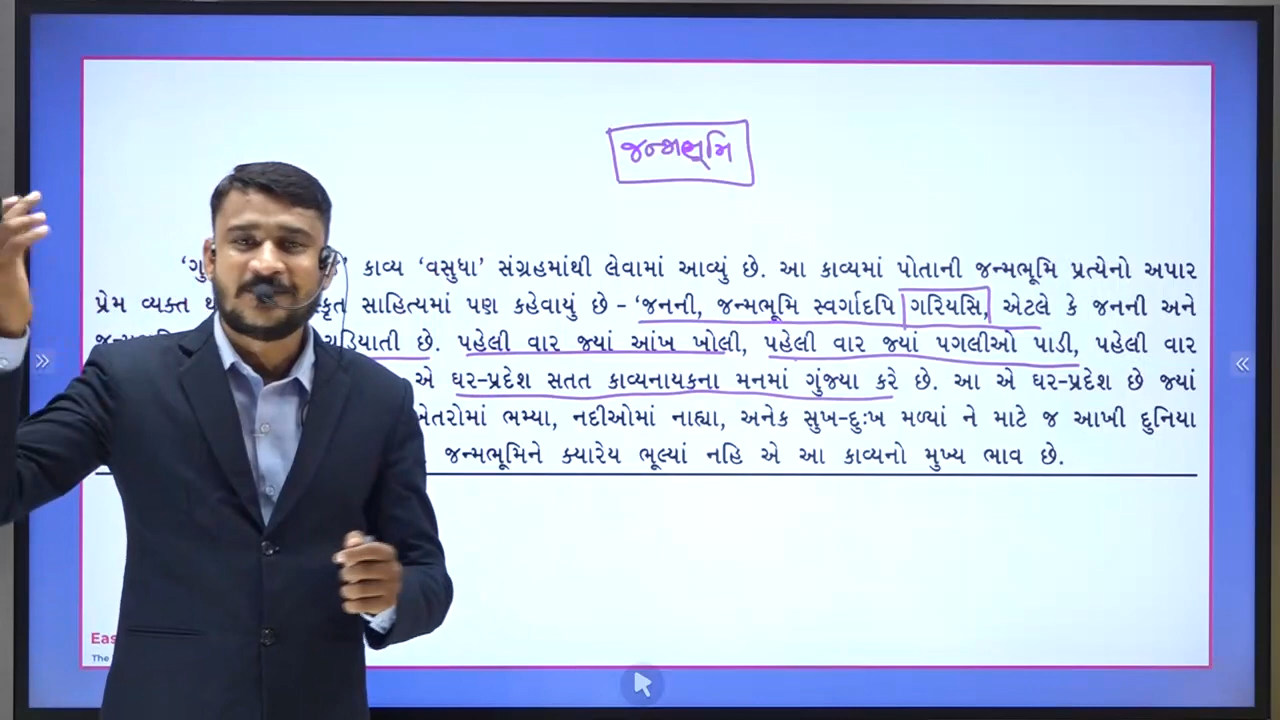 જન્મભૂમિ
કાવ્ય ‘વસુધા’ સંગ્રહમાંથી લેવામાં આવ્યું છે. આ કાવ્યમાં પોતાની જન્મભૂમિ પ્રત્યેનો અપાર
પ્રેમ વ્યક્ત સાહિત્યમાં પણ કહેવાયું છે – ‘જનની, જન્મભૂમિ સ્વર્ગાદપિ ગરિયસિ, એટલે કે જનની અને
છે. પહેલી વાર જ્યાં આંખ ખોલી, પહેલી વાર જ્યાં પગલીઓ પાડી, પહેલી વાર
એ ઘર-પ્રદેશ સતત કાવ્યનાયકના મનમાં ગુંજ્યા કરે છે. આ એ ઘર-પ્રદેશ છે જ્યાં
ભમ્યા, નદીઓમાં નાહ્યા, અનેક સુખ-દુઃખ મળ્યાં ને માટે જ આખી દુનિયા
જન્મભૂમિને ક્યારેય ભૂલ્યાં નહિ એ આ કાવ્યનો મુખ્ય ભાવ છે.
The